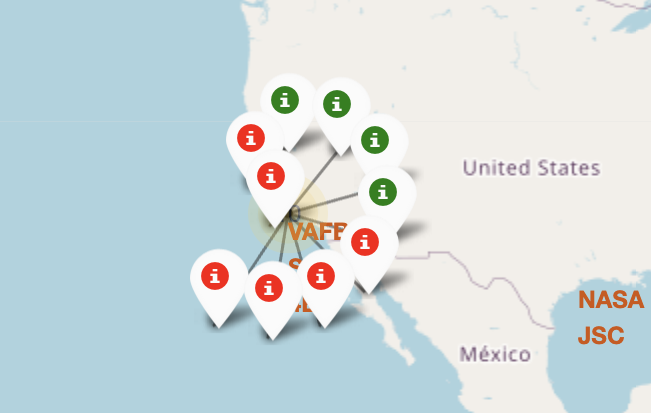 United States
VAFB
NASA
JSC
México